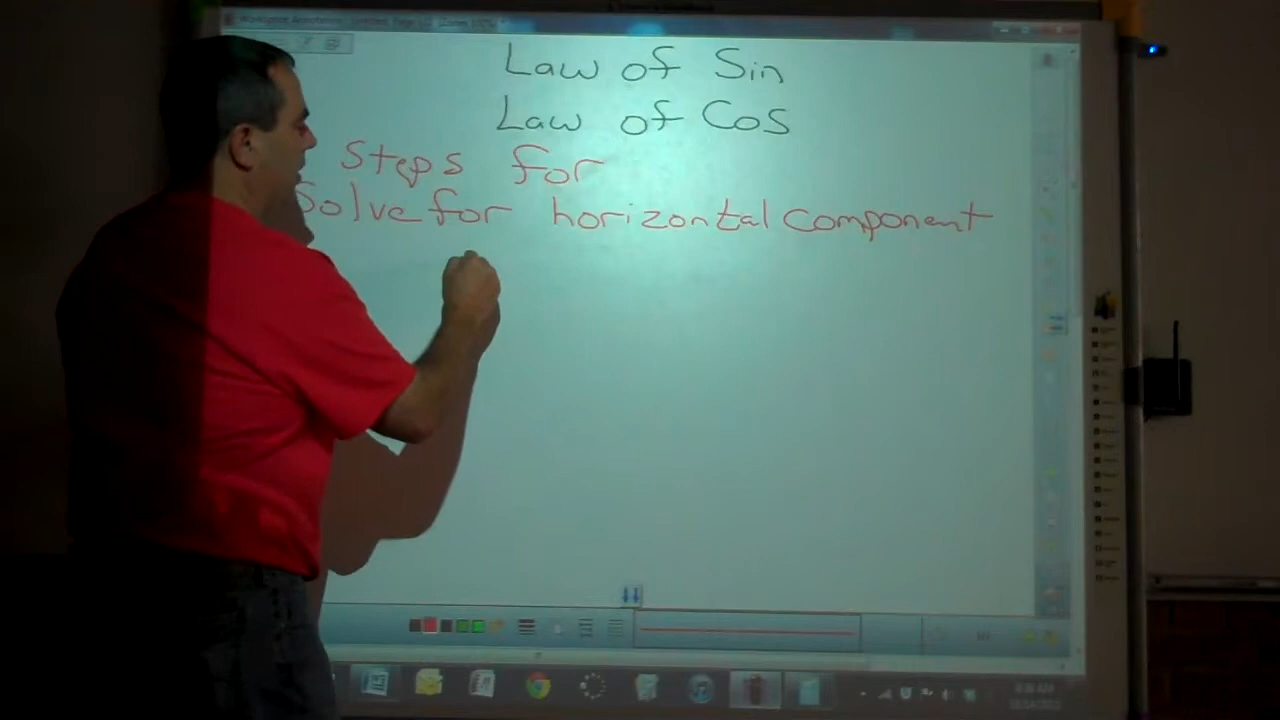 Law of Sin
Law of Cos
Steps for
Solve for horizontal component